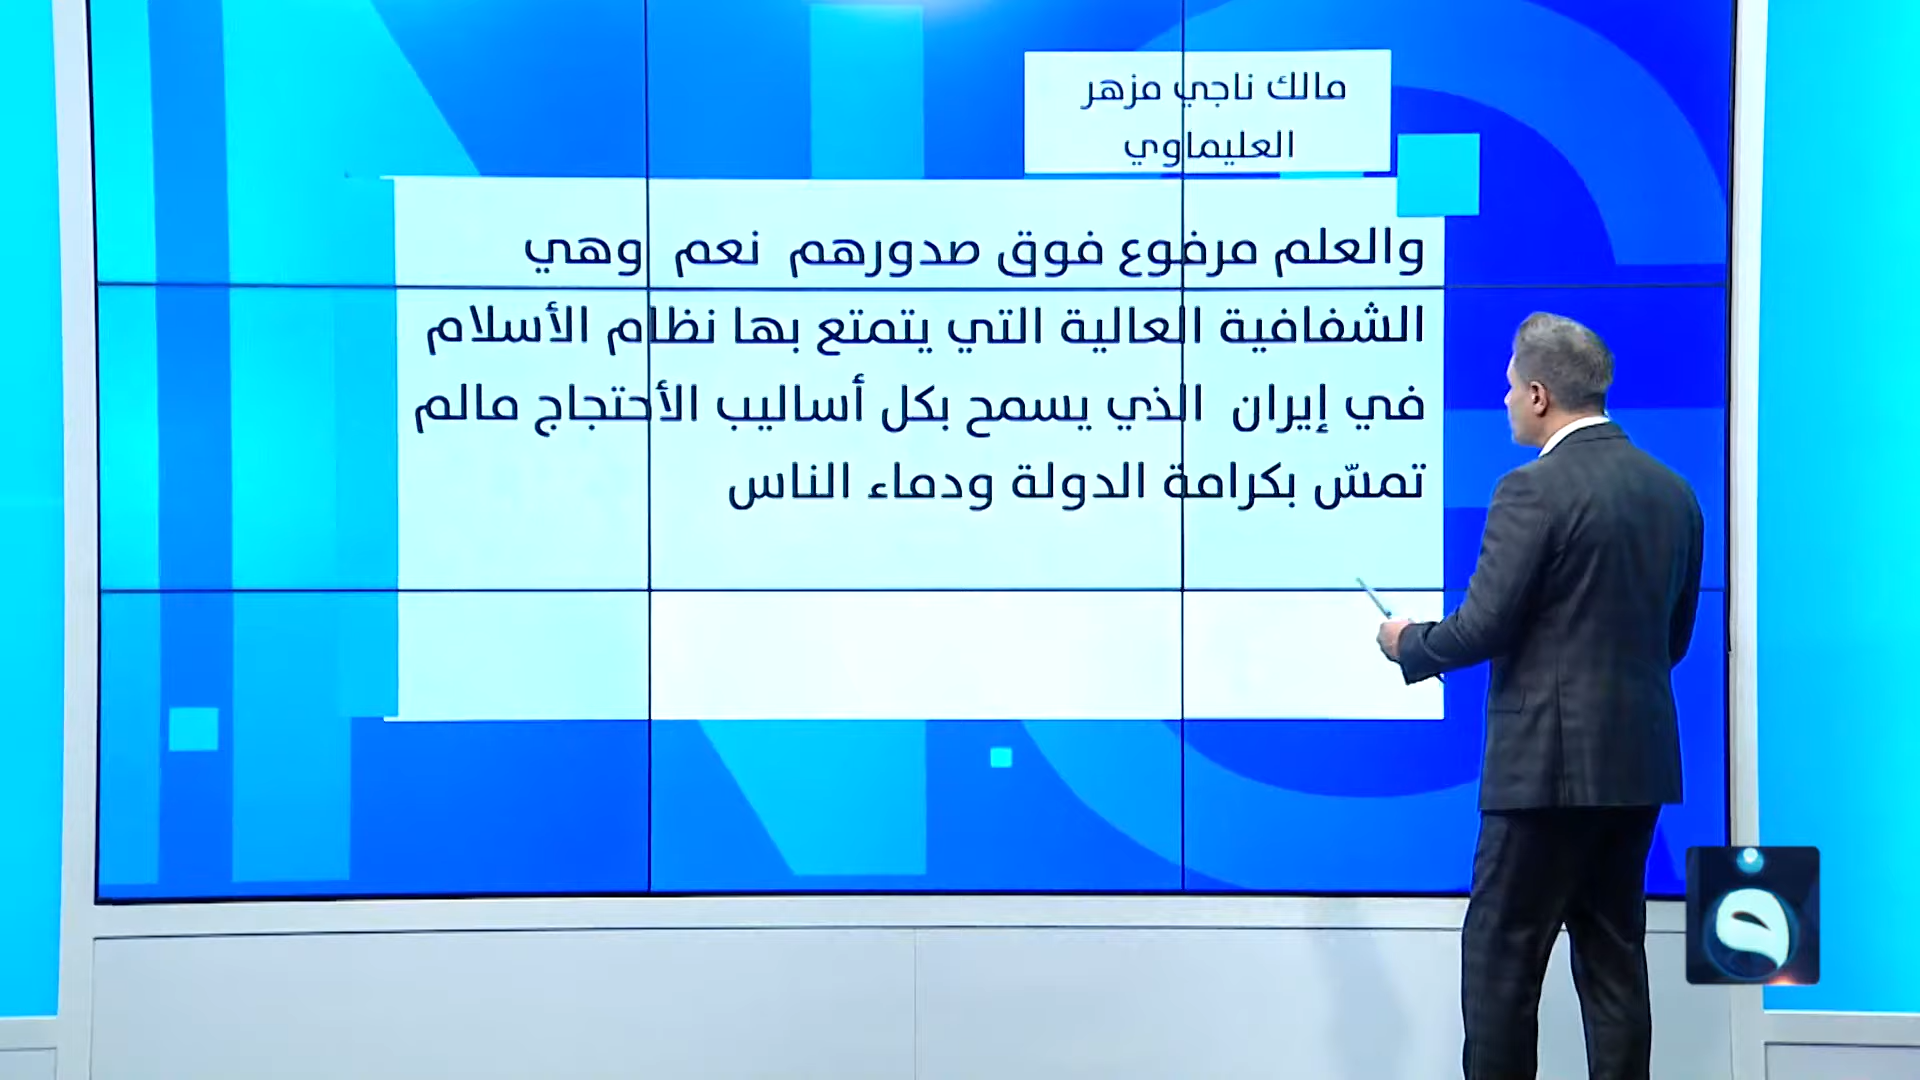 مالك ناجي مزهر
العليماوي
والعلم مرفوع فوق صدورهم نعم وهي
الشفافية العالية التي يتمتع بها نظام الأسلام
في إيران الذي يسمح بكل أساليب الأحتجاج مالم
تمسّ بكرامة الدولة ودماء الناس